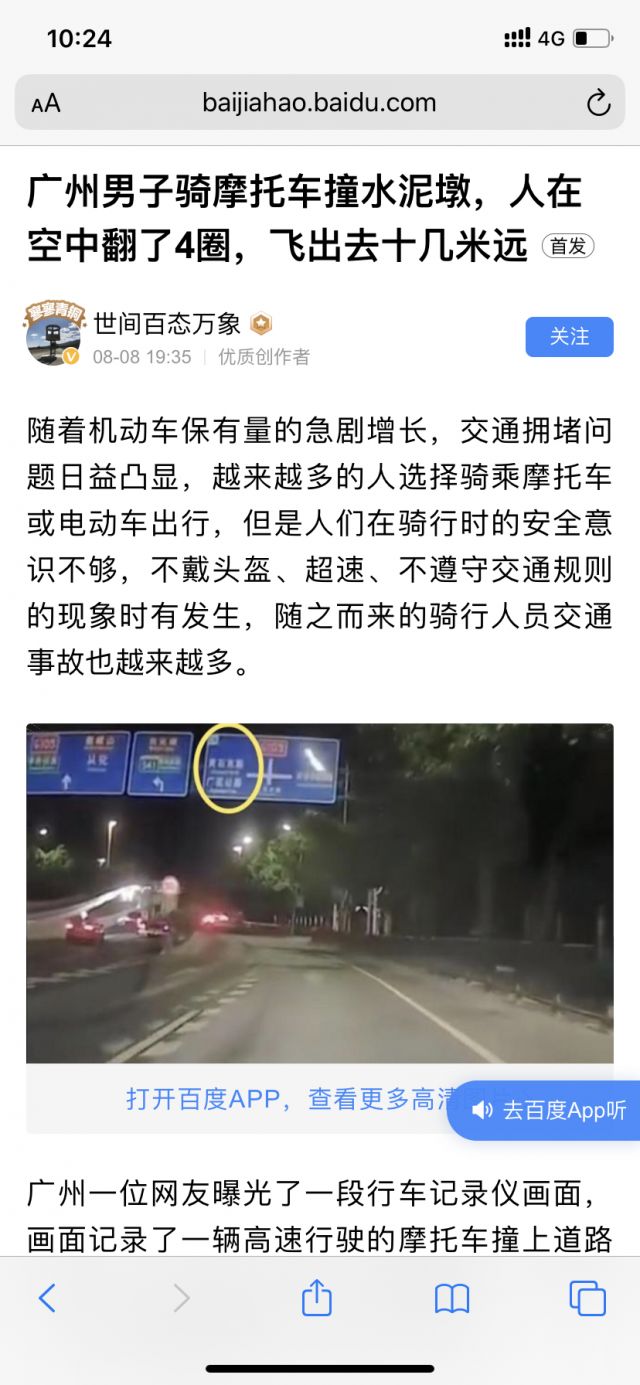 10:24
4G
AA
baijiahao.baidu.com
广州男子骑摩托车撞水泥墩，人在
空中翻了4圈，飞出去十几米远 首发
寥寥青桐
世间百态万象
V
08-08 19:35 优质创作者
关注
随着机动车保有量的急剧增长，交通拥堵问
题日益凸显，越来越多的人选择骑乘摩托车
或电动车出行，但是人们在骑行时的安全意
识不够，不戴头盔、超速、不遵守交通规则
的现象时有发生，随之而来的骑行人员交通
事故也越来越多。
G105
从化
S41
G105
打开百度APP，查看更多高清
去百度App听
广州一位网友曝光了一段行车记录仪画面，
画面记录了一辆高速行驶的摩托车撞上道路